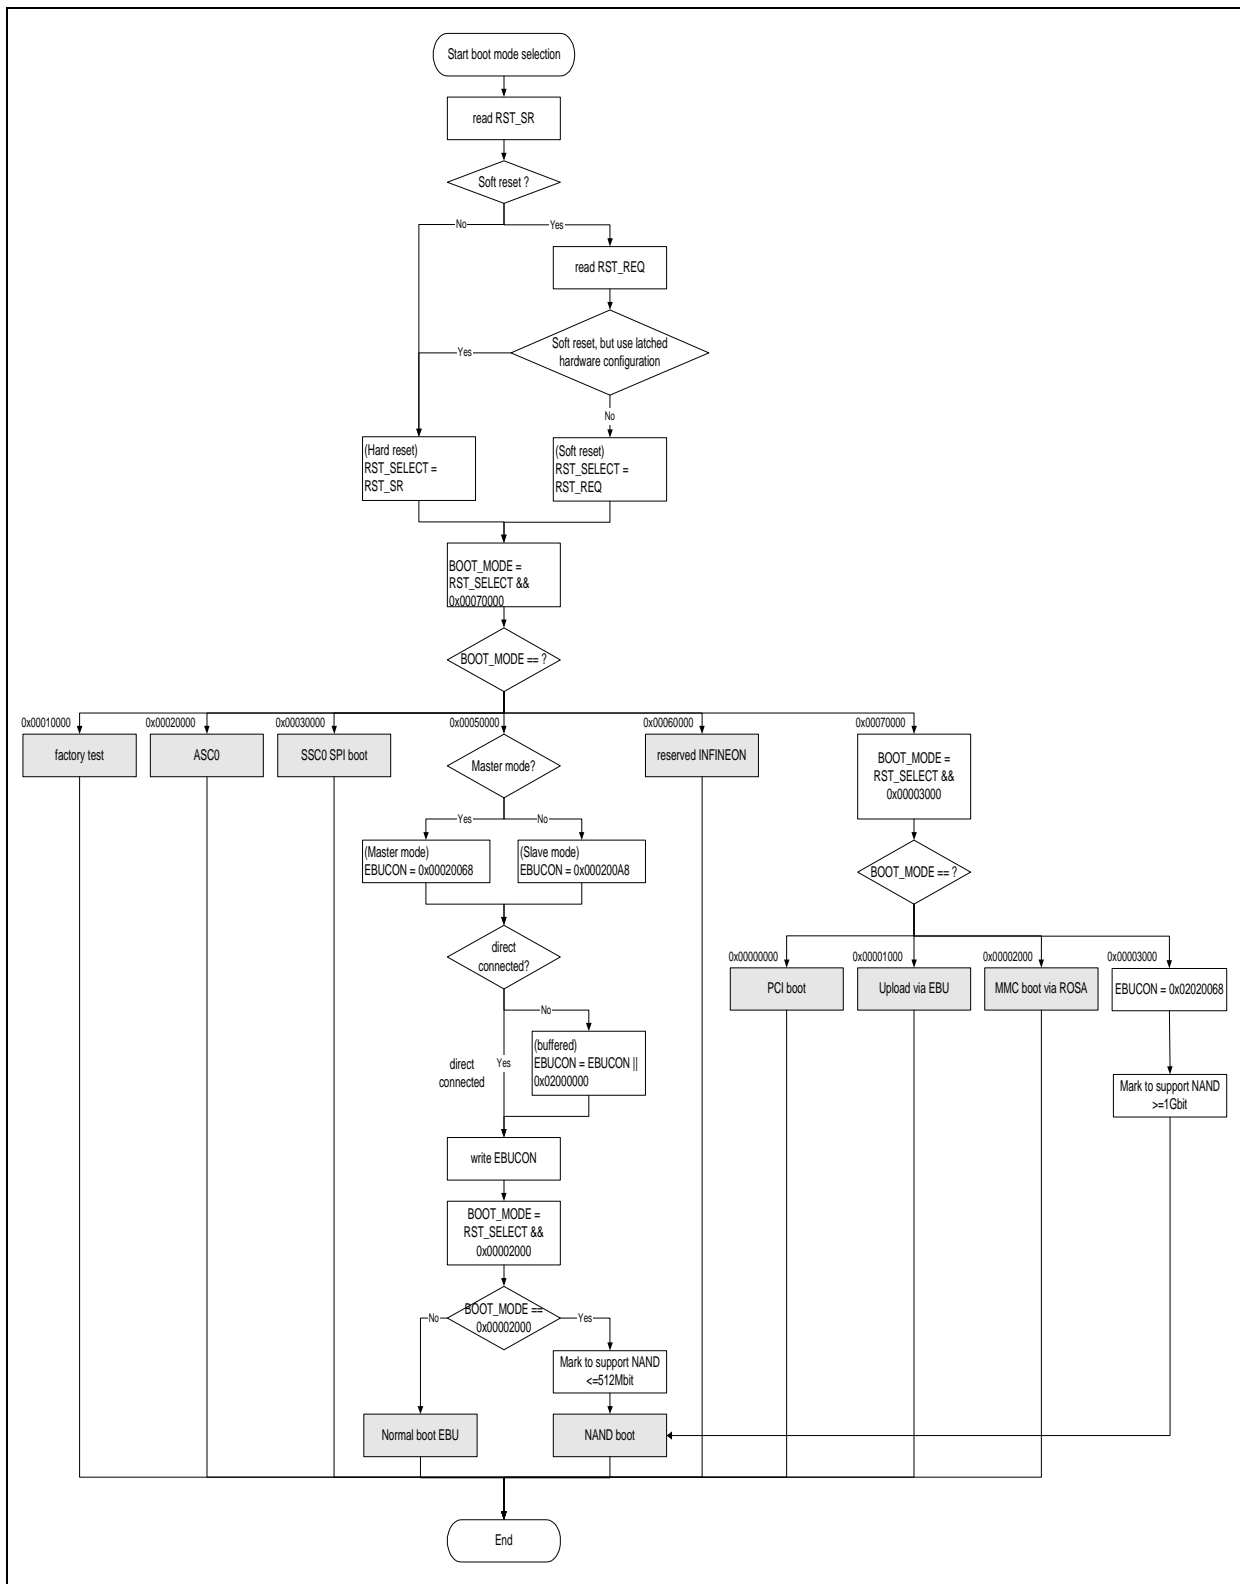 Start boot mode selection
read RST_SR
Soft reset ?
No
Yes
read RST_REQ
Soft reset, but use latched
hardware configuration
Yes
No
(Hard reset)
RST_SELECT =
RST_SR
(Soft reset)
RST_SELECT =
RST_REQ
BOOT_MODE =
RST_SELECT &&
0x00070000
BOOT_MODE == ?
0x00010000
0x00020000
0x00030000
0x00050000
0x00060000
0x00070000
factory test
ASC0
SSC0 SPI boot
Master mode?
reserved INFINEON
BOOT_MODE =
RST_SELECT &&
0x00003000
Yes
No
(Master mode)
EBUCON = 0x00020068
(Slave mode)
EBUCON = 0x000200A8
BOOT_MODE == ?
direct
connected?
0x00000000
0x00001000
0x00002000
0x00003000
PCI boot
Upload via EBU
MMC boot via ROSA
EBUCON = 0x02020068
No
(buffered)
EBUCON = EBUCON ||
0x02000000
direct
connected
Yes
Mark to support NAND
>=1Gbit
write EBUCON
BOOT_MODE =
RST_SELECT &&
0x00002000
BOOT_MODE ==
0x00002000
No
Yes
Mark to support NAND
<=512Mbit
Normal boot EBU
NAND boot
End